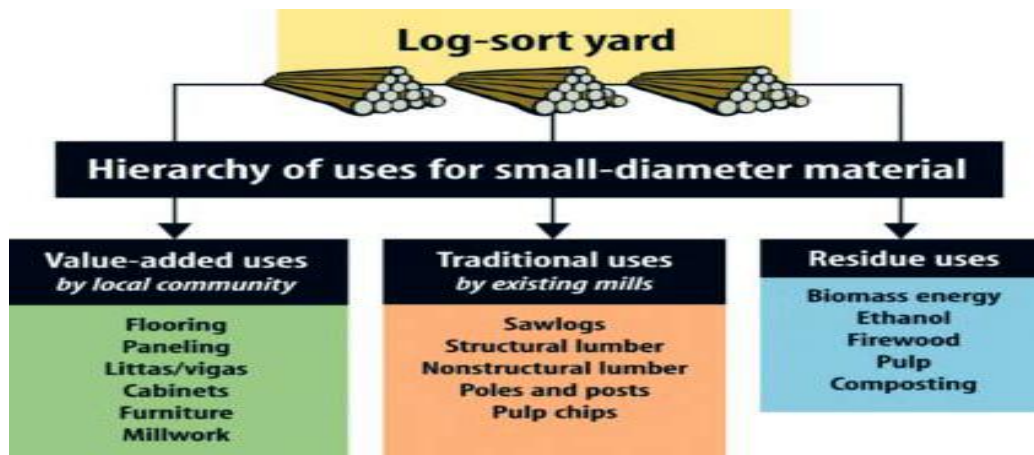 Log-sort yard
Hierarchy of uses for small-diameter material
Value-added uses
by local community
Flooring
Paneling
Littas/vigas
Cabinets
Furniture
Millwork
Traditional uses
by existing mills
Sawlogs
Structural lumber
Nonstructural lumber
Poles and posts
Pulp chips
Residue uses
Biomass energy
Ethanol
Firewood
Pulp
Composting